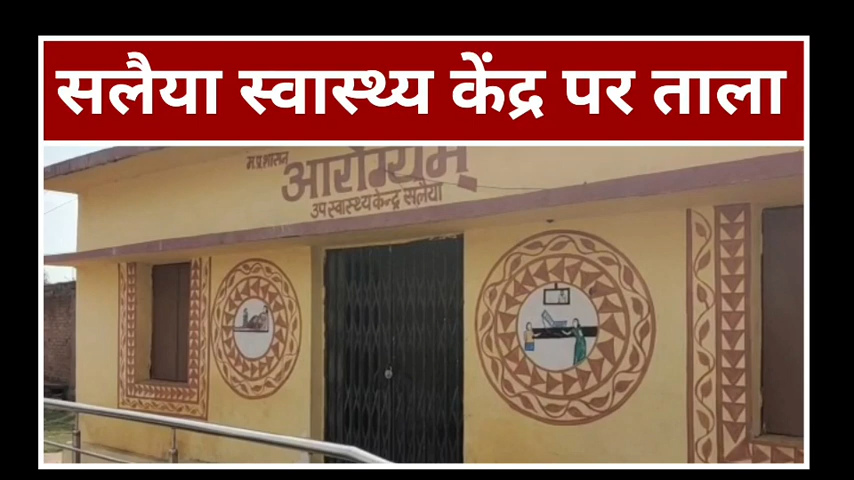 सलैया स्वास्थ्य केंद्र पर ताला
म.प्र.शासन
आरोग्यम्
उप स्वास्थ्य केन्द्र सलैया